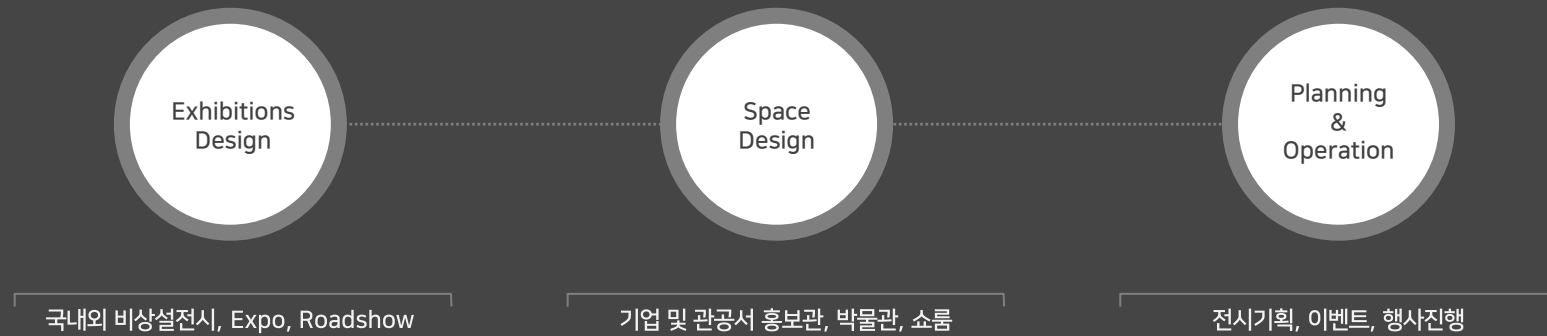 Exhibitions
Design
Space
Design
Planning
&
Operation
국내외 비상설전시, Expo, Roadshow
기업 및 관공서 홍보관, 박물관, 쇼룸
전시기획, 이벤트, 행사진행